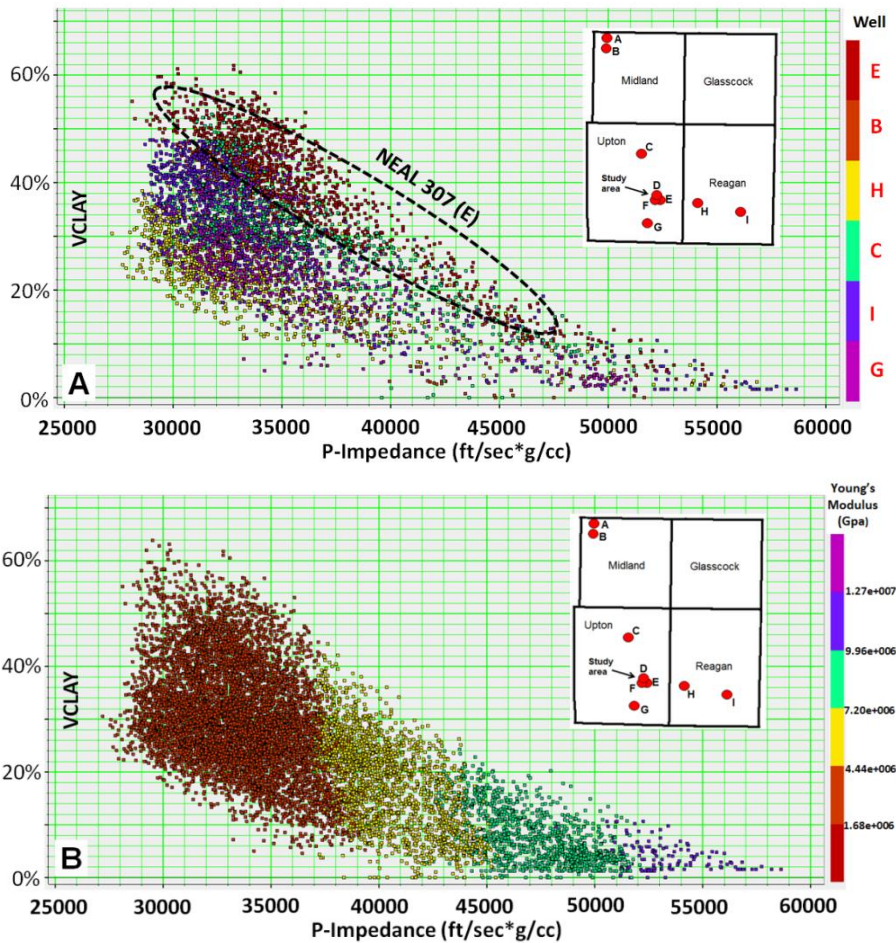 Well
60%
40%
20%
0%
VCLAY
NEAL 307 (E)
A
B
Midland
Glasscock
Upton
C
Study
area
D
F
E
G
Reagan
H
I
E
B
H
C
I
G
A
25000
30000
35000
40000
45000
50000
55000
60000
P-Impedance (ft/sec*g/cc)
Young's
Modulus
(Gpa)
60%
40%
20%
0%
VCLAY
A
B
Midland
Glasscock
Upton
C
Study
area
D
F
E
G
Reagan
H
I
1.27e+007
9.96e+006
7.20e+006
4.44e+006
1.68e+006
B
25000
30000
35000
40000
45000
50000
55000
60000
P-Impedance (ft/sec*g/cc)